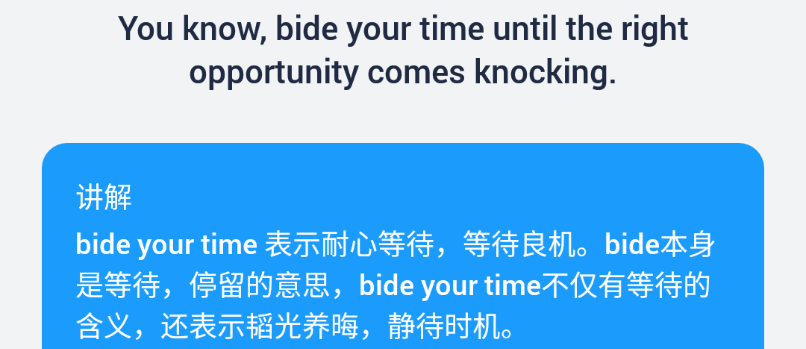 You know, bide your time until the right
opportunity comes knocking.
讲解
bide your time 表示耐心等待，等待良机。bide本身
是等待，停留的意思，bide your time不仅有等待的
含义，还表示韬光养晦，静待时机。